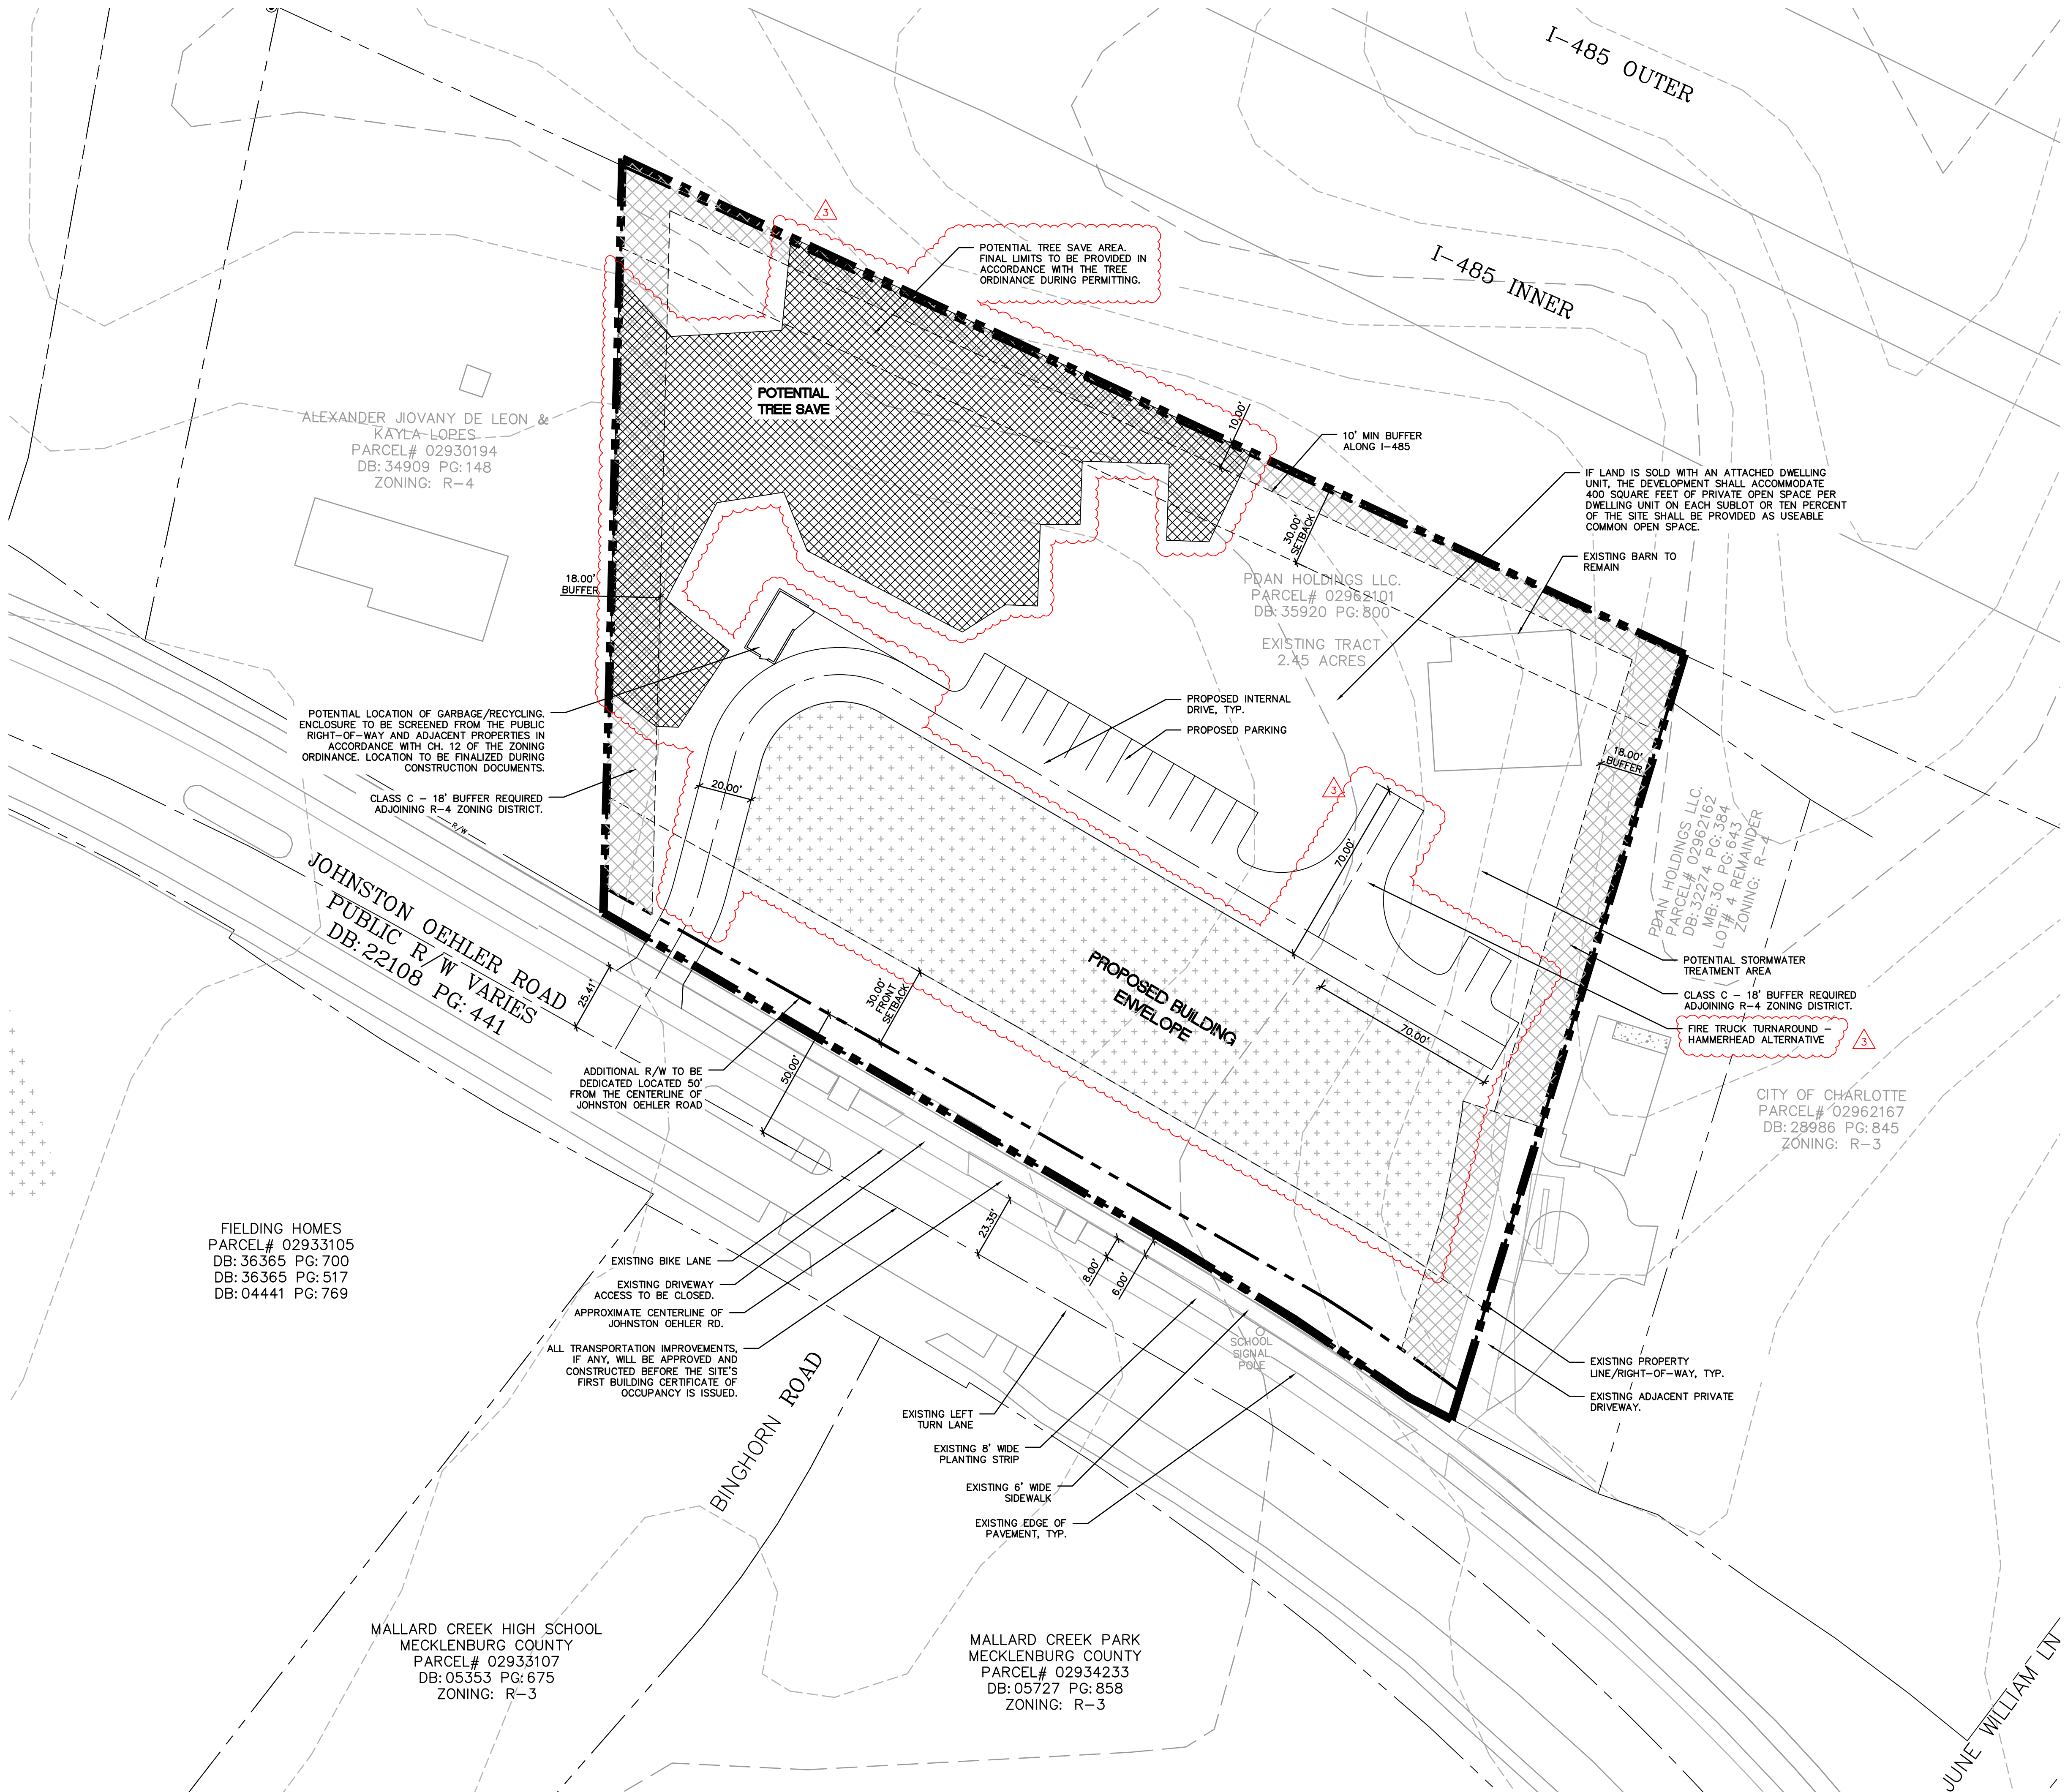 I-485 OUTER
I-485 INNER
3
POTENTIAL TREE SAVE AREA.
FINAL LIMITS TO BE PROVIDED IN
ACCORDANCE WITH THE TREE
ORDINANCE DURING PERMITTING.
POTENTIAL
TREE SAVE
10.00'
10' MIN BUFFER
ALONG I-485
30.00'
SETBACK
IF LAND IS SOLD WITH AN ATTACHED DWELLING
UNIT, THE DEVELOPMENT SHALL ACCOMMODATE
400 SQUARE FEET OF PRIVATE OPEN SPACE PER
DWELLING UNIT ON EACH SUBLOT OR TEN PERCENT
OF THE SITE SHALL BE PROVIDED AS USEABLE
COMMON OPEN SPACE.
EXISTING BARN TO
REMAIN
ALEXANDER JIOVANY DE LEON &
KAYLA LOPES
PARCEL# 02930194
DB: 34909 PG: 148
ZONING: R-4
18.00'
BUFFER
PDAN HOLDINGS LLC.
PARCEL# 02962101
DB: 35920 PG: 800
EXISTING TRACT
2.45 ACRES
PROPOSED INTERNAL
DRIVE, TYP.
PROPOSED PARKING
POTENTIAL LOCATION OF GARBAGE/RECYCLING.
ENCLOSURE TO BE SCREENED FROM THE PUBLIC
RIGHT-OF-WAY AND ADJACENT PROPERTIES IN
ACCORDANCE WITH CH. 12 OF THE ZONING
ORDINANCE. LOCATION TO BE FINALIZED DURING
CONSTRUCTION DOCUMENTS.
CLASS C - 18' BUFFER REQUIRED
ADJOINING R-4 ZONING DISTRICT.
R/W
20.00'
18.00'
BUFFER
3
70.00'
PDAN HOLDINGS LLC.
PARCEL# 02962162
DB: 32274 PG: 384
MB: 30 PG: 643
LOT# 4 REMAINDER
ZONING: R-4
JOHNSTON OEHLER ROAD
PUBLIC R/W VARIES
DB: 22108 PG: 441
25.41'
30.00'
FRONT
SETBACK
PROPOSED BUILDING
ENVELOPE
70.00'
POTENTIAL STORMWATER
TREATMENT AREA
CLASS C - 18' BUFFER REQUIRED
ADJOINING R-4 ZONING DISTRICT.
FIRE TRUCK TURNAROUND -
HAMMERHEAD ALTERNATIVE
3
50.00'
ADDITIONAL R/W TO BE
DEDICATED LOCATED 50'
FROM THE CENTERLINE OF
JOHNSTON OEHLER ROAD
CITY OF CHARLOTTE
PARCEL# 02962167
DB: 28986 PG: 845
ZONING: R-3
FIELDING HOMES
PARCEL# 02933105
DB: 36365 PG: 700
DB: 36365 PG: 517
DB: 04441 PG: 769
23.35'
8.00'
6.00'
EXISTING BIKE LANE
EXISTING DRIVEWAY
ACCESS TO BE CLOSED.
APPROXIMATE CENTERLINE OF
JOHNSTON OEHLER RD.
ALL TRANSPORTATION IMPROVEMENTS,
IF ANY, WILL BE APPROVED AND
CONSTRUCTED BEFORE THE SITE'S
FIRST BUILDING CERTIFICATE OF
OCCUPANCY IS ISSUED.
SCHOOL
SIGNAL
POLE
EXISTING PROPERTY
LINE/RIGHT-OF-WAY, TYP.
EXISTING ADJACENT PRIVATE
DRIVEWAY.
BINGHORN ROAD
EXISTING LEFT
TURN LANE
EXISTING 8' WIDE
PLANTING STRIP
EXISTING 6' WIDE
SIDEWALK
EXISTING EDGE OF
PAVEMENT, TYP.
MALLARD CREEK HIGH SCHOOL
MECKLENBURG COUNTY
PARCEL# 02933107
DB: 05353 PG: 675
ZONING: R-3
MALLARD CREEK PARK
MECKLENBURG COUNTY
PARCEL# 02934233
DB: 05727 PG: 858
ZONING: R-3
JUNE WILLIAM LN